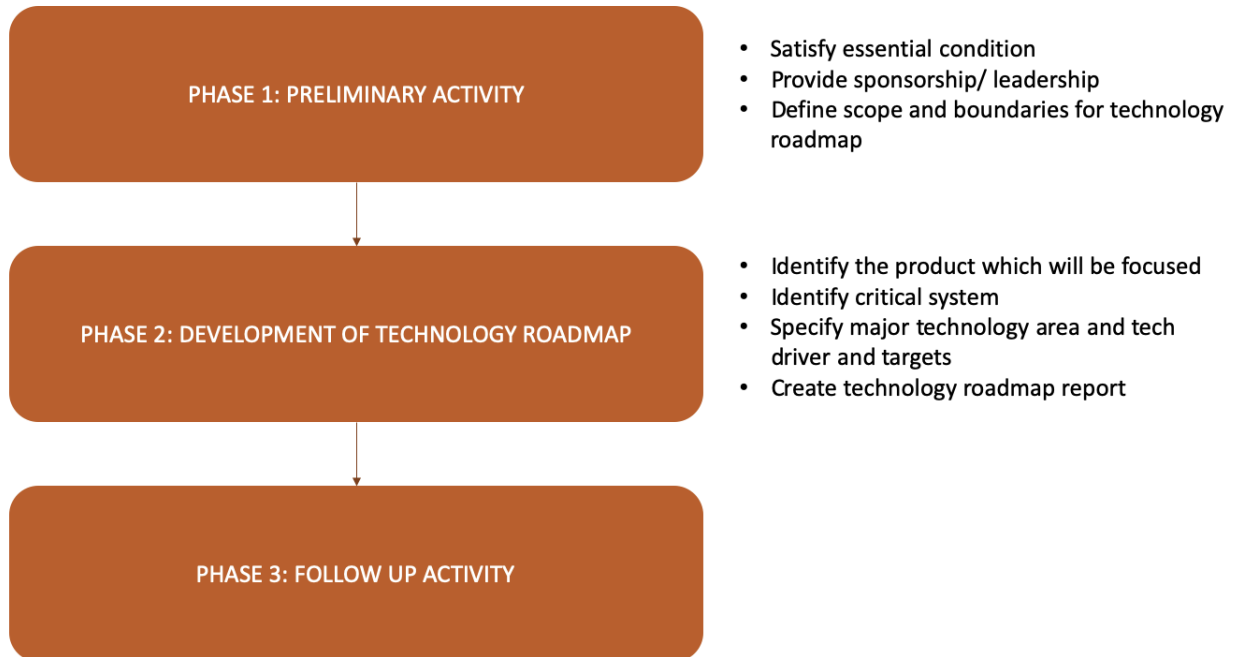 PHASE 1: PRELIMINARY ACTIVITY
• Satisfy essential condition
• Provide sponsorship/ leadership
• Define scope and boundaries for technology
roadmap
PHASE 2: DEVELOPMENT OF TECHNOLOGY ROADMAP
• Identify the product which will be focused
• Identify critical system
• Specify major technology area and tech
driver and targets
• Create technology roadmap report
PHASE 3: FOLLOW UP ACTIVITY